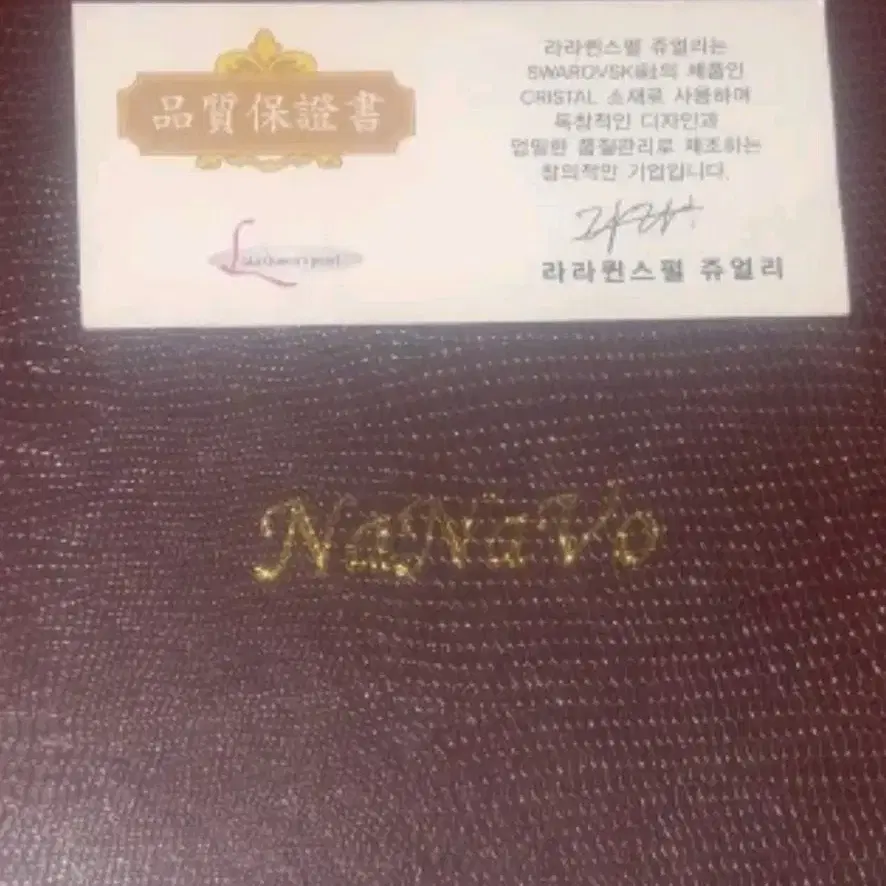 品質保證書
라라퀸스펄 쥬얼리는
SWAROVSKI社의 제품인
CRISTAL 소재로 사용하며
독창적인 디자인과
엄밀한 품질관리로 제조하는
창의적인 기업입니다.
라라퀸스펄 쥬얼리
NaNaVo